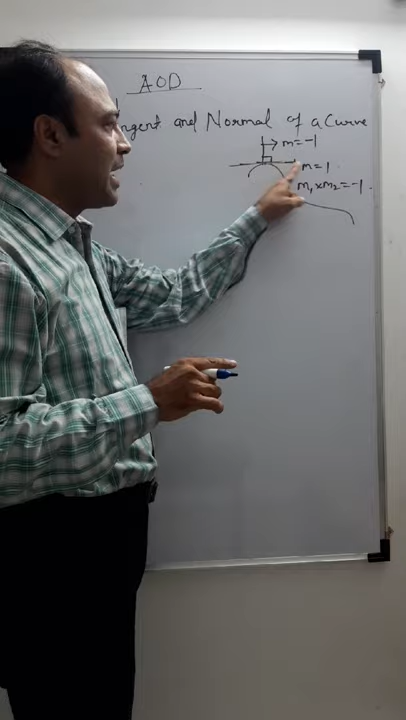 AOD
ngent and Normal of a Curve
m=-1
m=1
m₁×m₂=-1